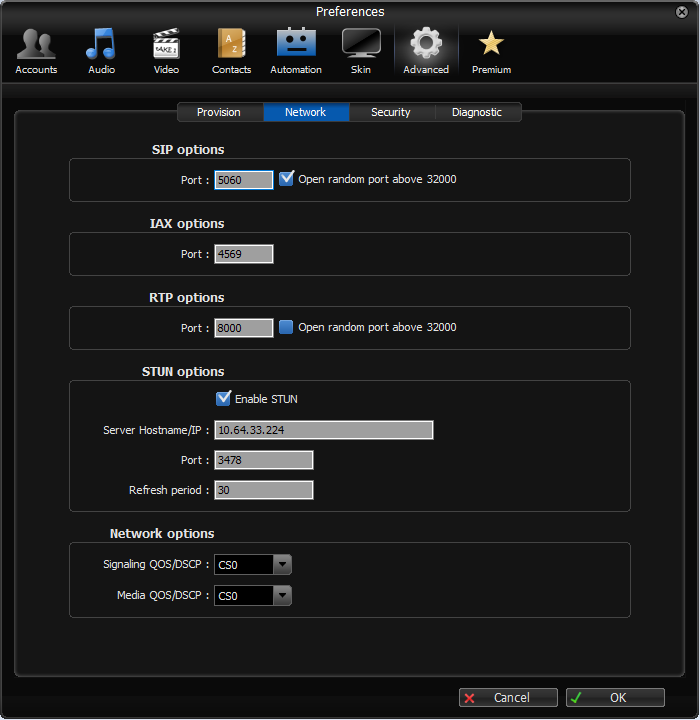 Preferences
Accounts Audio Video Contacts Automation Skin Advanced Premium
TAKE 1
A Z
Provision Network Security Diagnostic
SIP options
Port : 5060 Open random port above 32000
IAX options
Port : 4569
RTP options
Port : 8000 Open random port above 32000
STUN options
Enable STUN
Server Hostname/IP : 10.64.33.224
Port : 3478
Refresh period : 30
Network options
Signaling QOS/DSCP : CS0
Media QOS/DSCP : CS0
Cancel OK